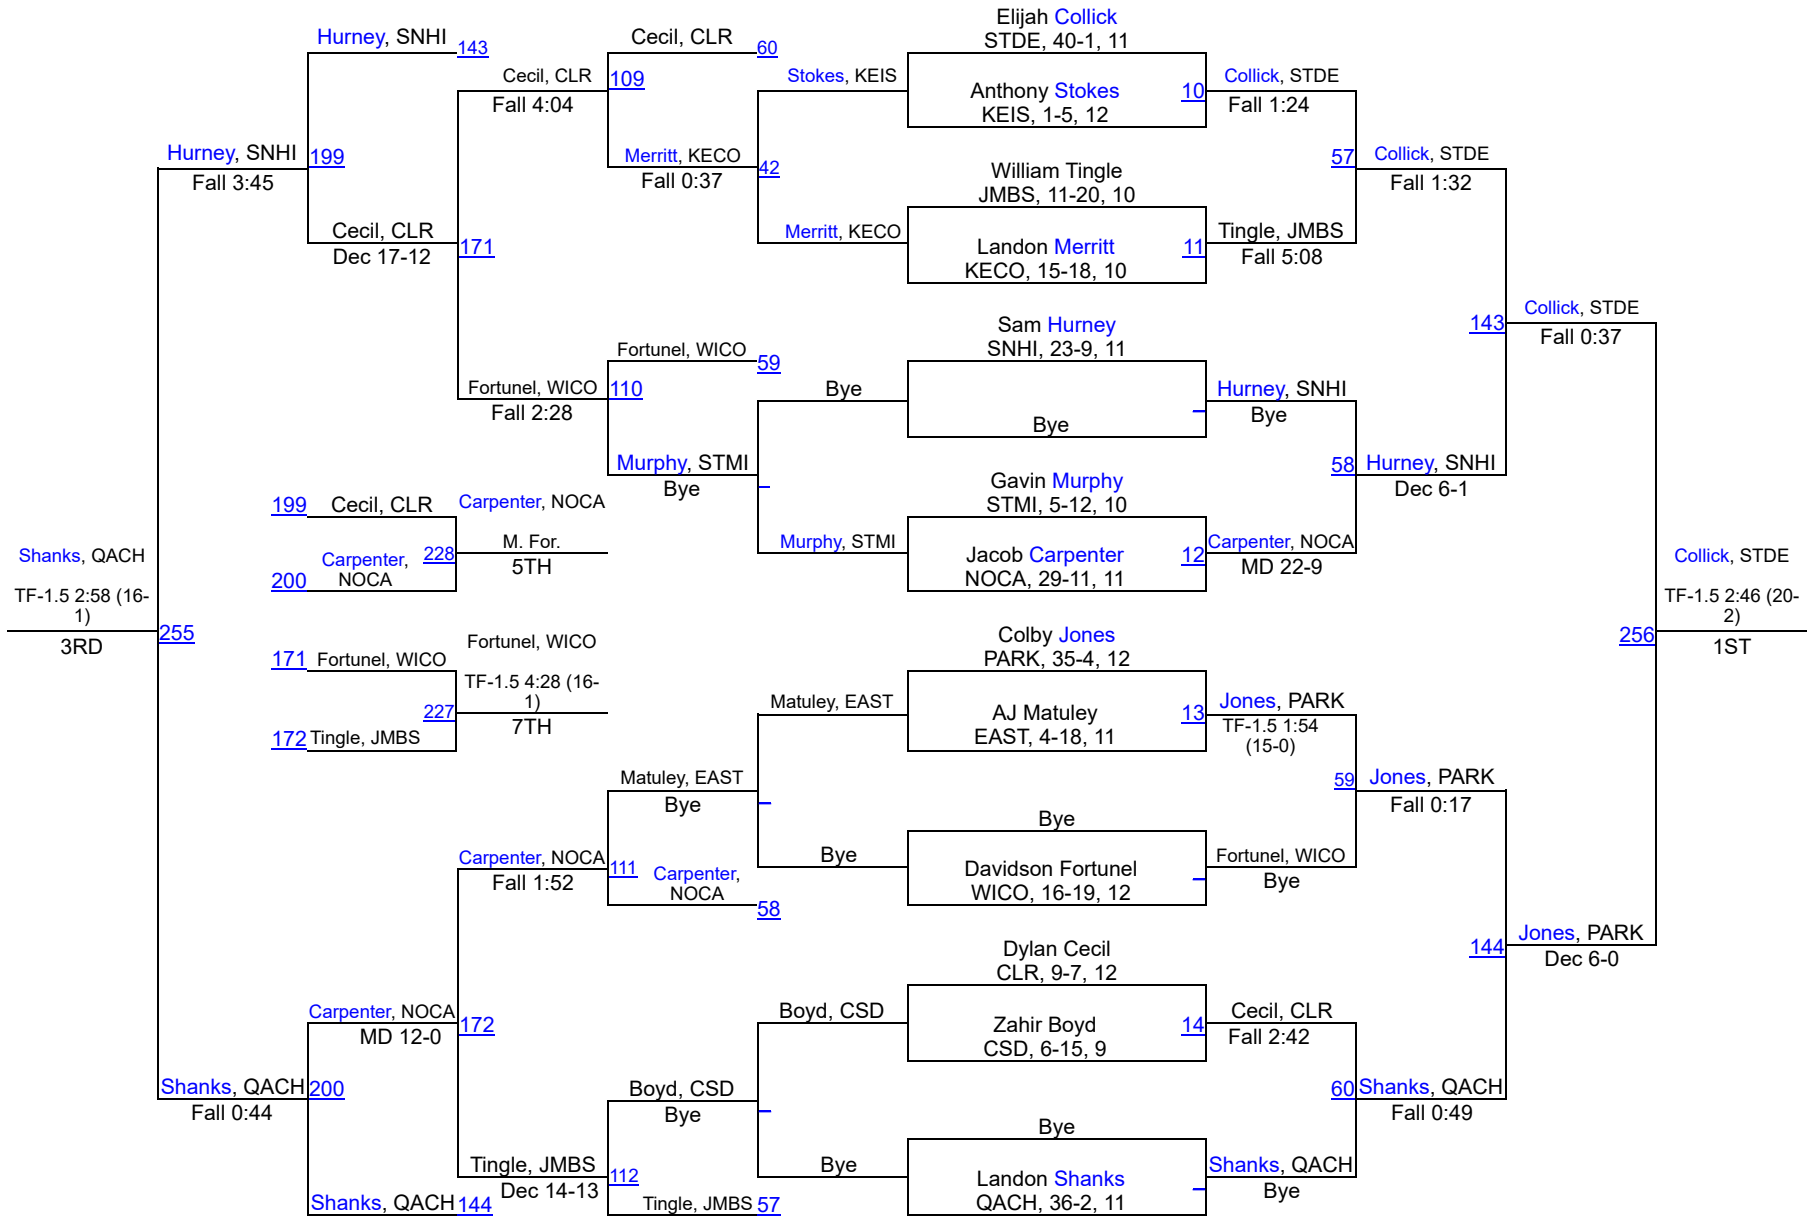 Elijah Collick
STDE, 40-1, 11
Hurney, SNHI
143
Cecil, CLR
60
Cecil, CLR
109
Fall 4:04
Stokes, KEIS
Anthony Stokes
KEIS, 1-5, 12
10
Collick, STDE
Fall 1:24
Hurney, SNHI
199
Fall 3:45
Merritt, KECO
42
Fall 0:37
William Tingle
JMBS, 11-20, 10
57
Collick, STDE
Fall 1:32
Cecil, CLR
171
Dec 17-12
Merritt, KECO
Landon Merritt
KECO, 15-18, 10
11
Tingle, JMBS
Fall 5:08
Sam Hurney
SNHI, 23-9, 11
143
Collick, STDE
Fall 0:37
Fortunel, WICO
59
Fortunel, WICO
110
Fall 2:28
Bye
Bye
Hurney, SNHI
Bye
Murphy, STMI
Bye
Gavin Murphy
STMI, 5-12, 10
58
Hurney, SNHI
Dec 6-1
199
Cecil, CLR
Carpenter, NOCA
228
M. For.
5TH
200
Carpenter,
NOCA
Murphy, STMI
Jacob Carpenter
NOCA, 29-11, 11
12
Carpenter, NOCA
MD 22-9
Shanks, QACH
TF-1.5 2:58 (16-
1)
255
3RD
Collick, STDE
TF-1.5 2:46 (20-
2)
256
1ST
Colby Jones
PARK, 35-4, 12
171
Fortunel, WICO
Fortunel, WICO
TF-1.5 4:28 (16-
1)
227
7TH
172
Tingle, JMBS
Matuley, EAST
AJ Matuley
EAST, 4-18, 11
13
Jones, PARK
TF-1.5 1:54
(15-0)
Matuley, EAST
Bye
59
Jones, PARK
Fall 0:17
Bye
Bye
Davidson Fortunel
WICO, 16-19, 12
Fortunel, WICO
Bye
Carpenter, NOCA
111
Fall 1:52
Carpenter,
NOCA
58
Dylan Cecil
CLR, 9-7, 12
144
Jones, PARK
Dec 6-0
Carpenter, NOCA
172
MD 12-0
Boyd, CSD
Zahir Boyd
CSD, 6-15, 9
14
Cecil, CLR
Fall 2:42
Shanks, QACH
200
Fall 0:44
Boyd, CSD
Bye
60
Shanks, QACH
Fall 0:49
Bye
Tingle, JMBS
112
Dec 14-13
Bye
Landon Shanks
QACH, 36-2, 11
Shanks, QACH
Bye
Shanks, QACH
144
Tingle, JMBS
57